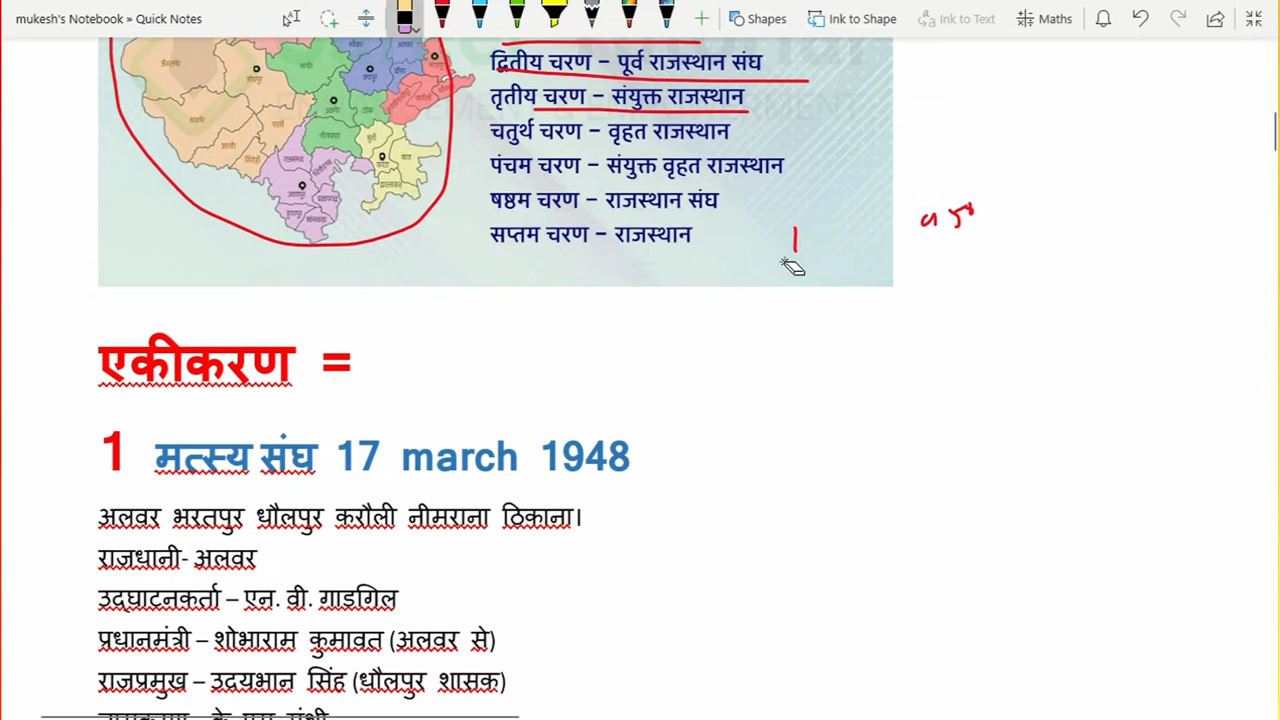 mukesh's Notebook » Quick Notes
Shapes
Ink to Shape
Ink to Text
Maths
द्वितीय चरण – पूर्व राजस्थान संघ
तृतीय चरण – संयुक्त राजस्थान
चतुर्थ चरण – वृहत राजस्थान
पंचम चरण – संयुक्त वृहत राजस्थान
षष्ठम चरण – राजस्थान संघ
सप्तम चरण – राजस्थान
एकीकरण =
1 मत्स्य संघ 17 march 1948
अलवर भरतपुर धौलपुर करौली नीमराना ठिकाना।
राजधानी- अलवर
उद्घाटनकर्ता – एन. वी. गाडगिल
प्रधानमंत्री – शोभाराम कुमावत (अलवर से)
राजप्रमुख – उदयभान सिंह (धौलपुर शासक)